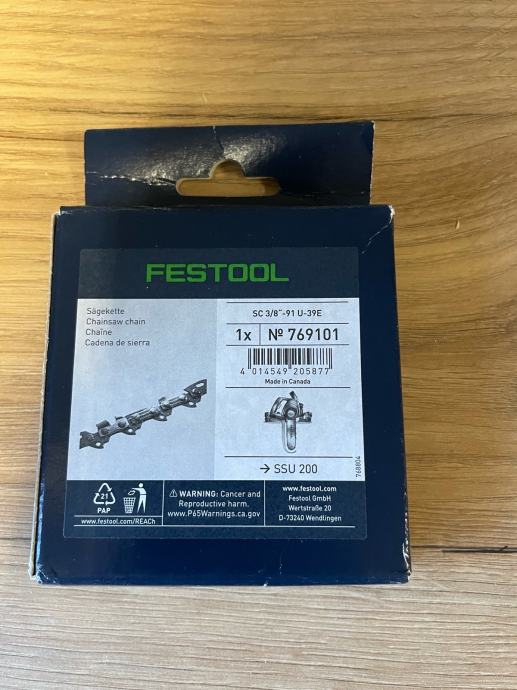 FESTOOL
Sägekette
Chainsaw chain
Chaîne
Cadena de sierra
SC 3/8"-91 U-39E
1x Nº 769101
4 014549 205877
Made in Canada
→ SSU 200
768804
21
PAP
www.festool.com/REACh
⚠ WARNING: Cancer and
Reproductive harm.
www.P65Warnings.ca.gov
www.festool.com
Festool GmbH
Wertstraße 20
D-73240 Wendlingen